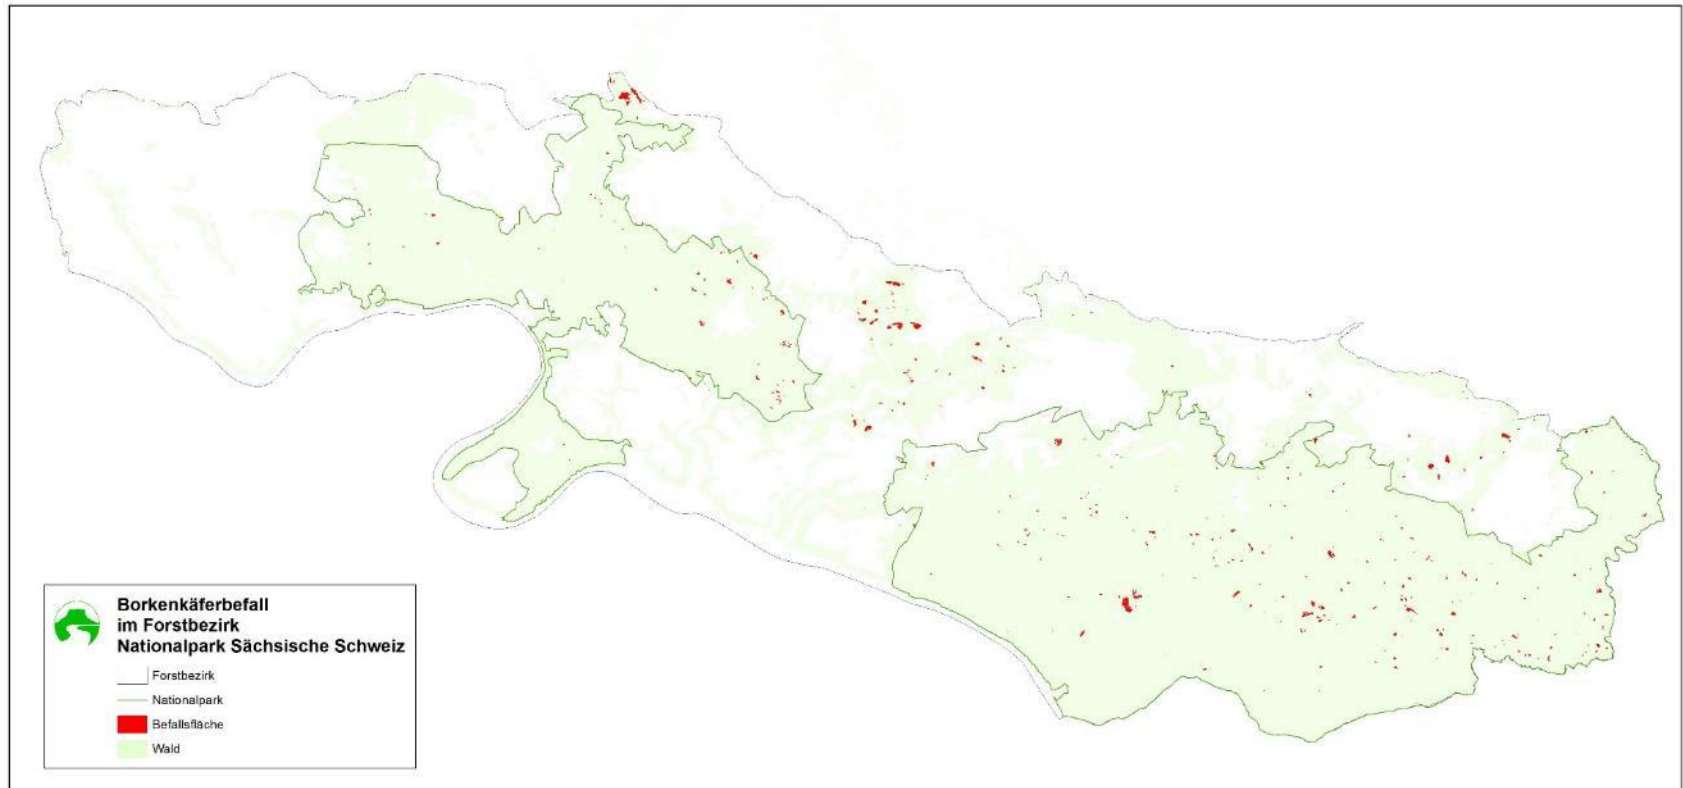 Borkenkäferbefall
im Forstbezirk
Nationalpark Sächsische Schweiz
Forstbezirk
Nationalpark
Befallsfläche
Wald